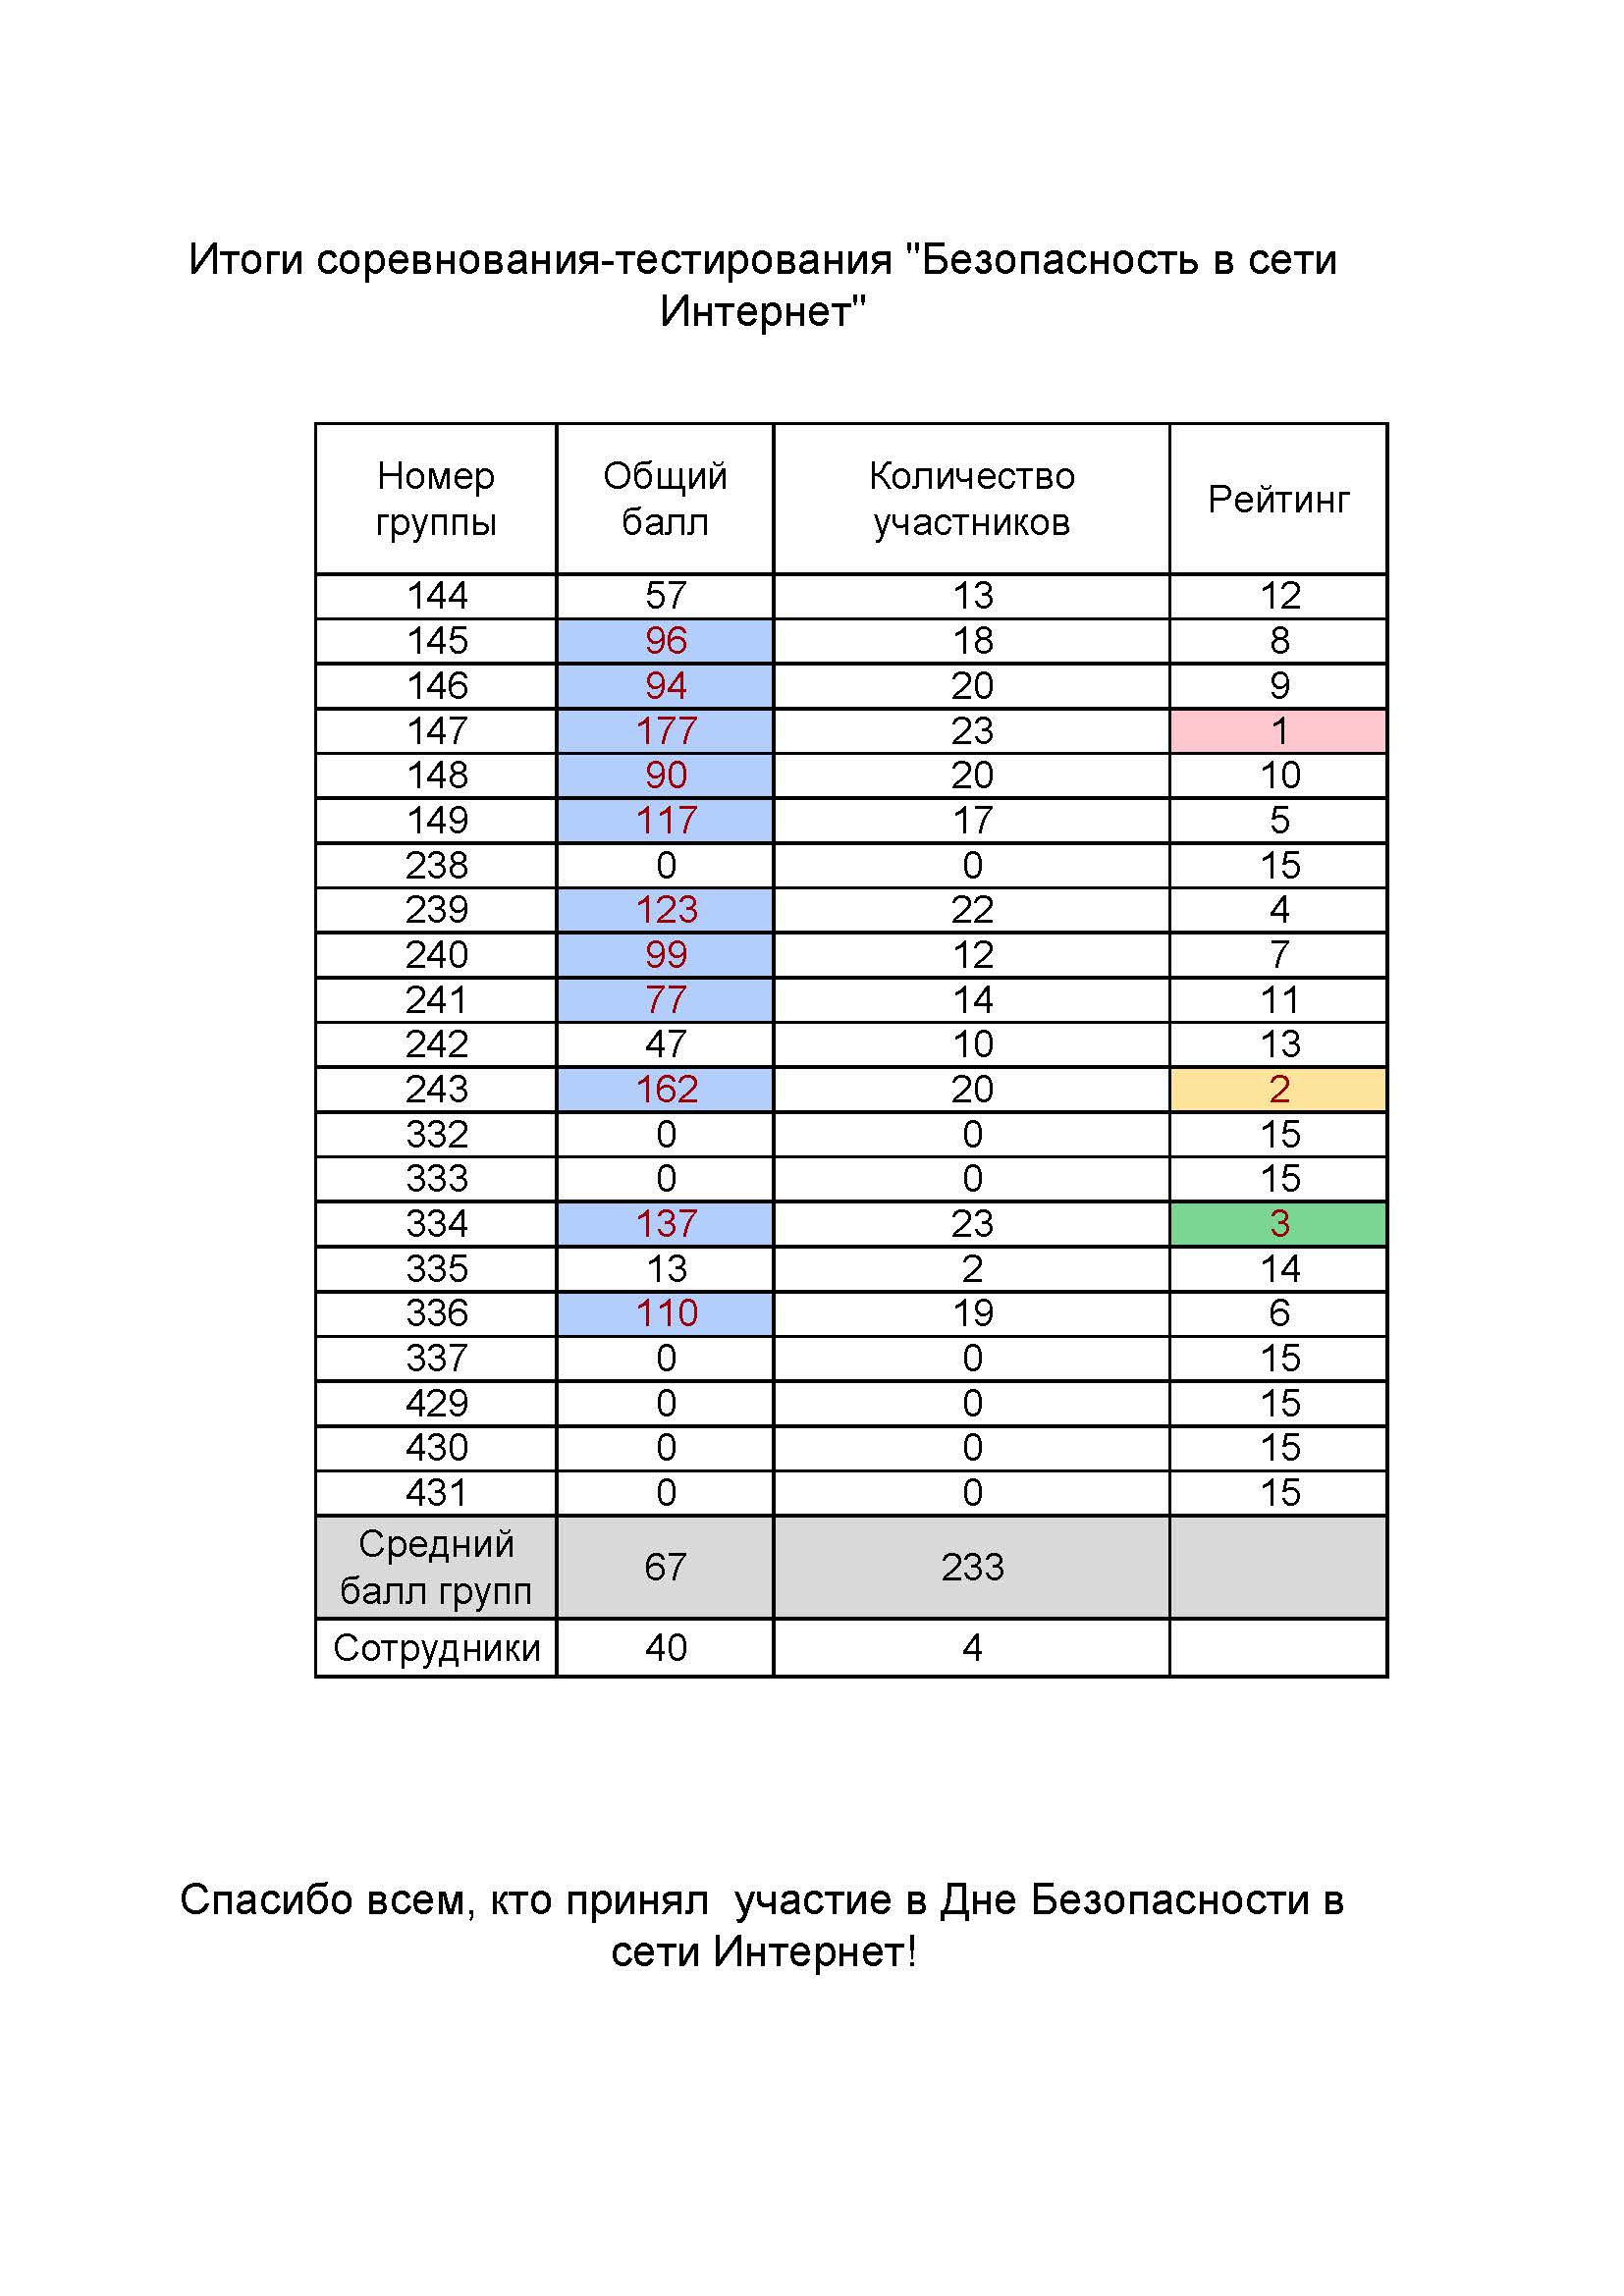 Итоги соревнования-тестирования "Безопасность в сети
Интернет"
Номер группы Общий балл Количество участников Рейтинг
144 57 13 12
145 96 18 8
146 94 20 9
147 177 23 1
148 90 20 10
149 117 17 5
238 0 0 15
239 123 22 4
240 99 12 7
241 77 14 11
242 47 10 13
243 162 20 2
332 0 0 15
333 0 0 15
334 137 23 3
335 13 2 14
336 110 19 6
337 0 0 15
429 0 0 15
430 0 0 15
431 0 0 15
Средний балл групп 67 233
Сотрудники 40 4
Спасибо всем, кто принял  участие в Дне Безопасности в
сети Интернет!